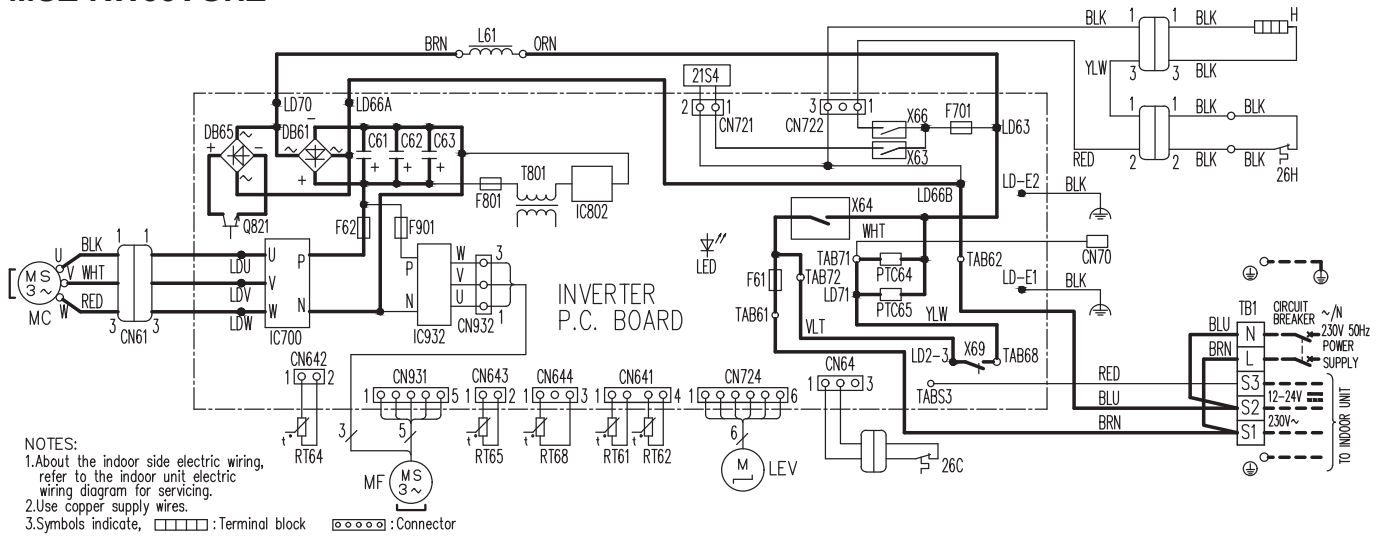 BRN L61 ORN
BLK 1 1 BLK H
YLW 3 3 BLK
1 1 BLK BLK
RED 2 2 BLK BLK
26H
21S4
2 1
CN721
3 1
CN722
X66 F701
X63
LD63
LD70 LD66A
DB65 ~ + − ~
DB61 − ~ ~ +
C61 C62 C63
+ + +
Q821
F801 T801 IC802
F62 F901
LD66B
LD-E2 BLK
X64
WHT
CN70
LED
TAB71 PTC64 TAB62
F61 TAB72
LD71 PTC65
LD-E1 BLK
TAB61
YLW
VLT
LD2-3 X69 TAB68
U BLK 1 1 LDU U P
MS 3~ V WHT LDV V
MC W RED 3 3 LDW W N
CN61
IC700
P W 3
V
N U 1
IC932 CN932
INVERTER
P.C. BOARD
TB1 CIRCUIT BREAKER ~/N
BLU N 230V 50Hz
BRN L POWER SUPPLY
RED S3
BLU S2 12-24V
BRN S1 230V~
TO INDOOR UNIT
TABS3
CN642
1 2
RT64
t°
CN931
1 5
3 5
MF MS 3~
CN643
1 2
RT65
t°
CN644
1 3
RT68
t°
CN641
1 4
RT61 RT62
t° t°
CN724
1 6
6
M LEV
CN64
1 3
26C
NOTES:
1.About the indoor side electric wiring,
refer to the indoor unit electric
wiring diagram for servicing.
2.Use copper supply wires.
3.Symbols indicate, : Terminal block : Connector